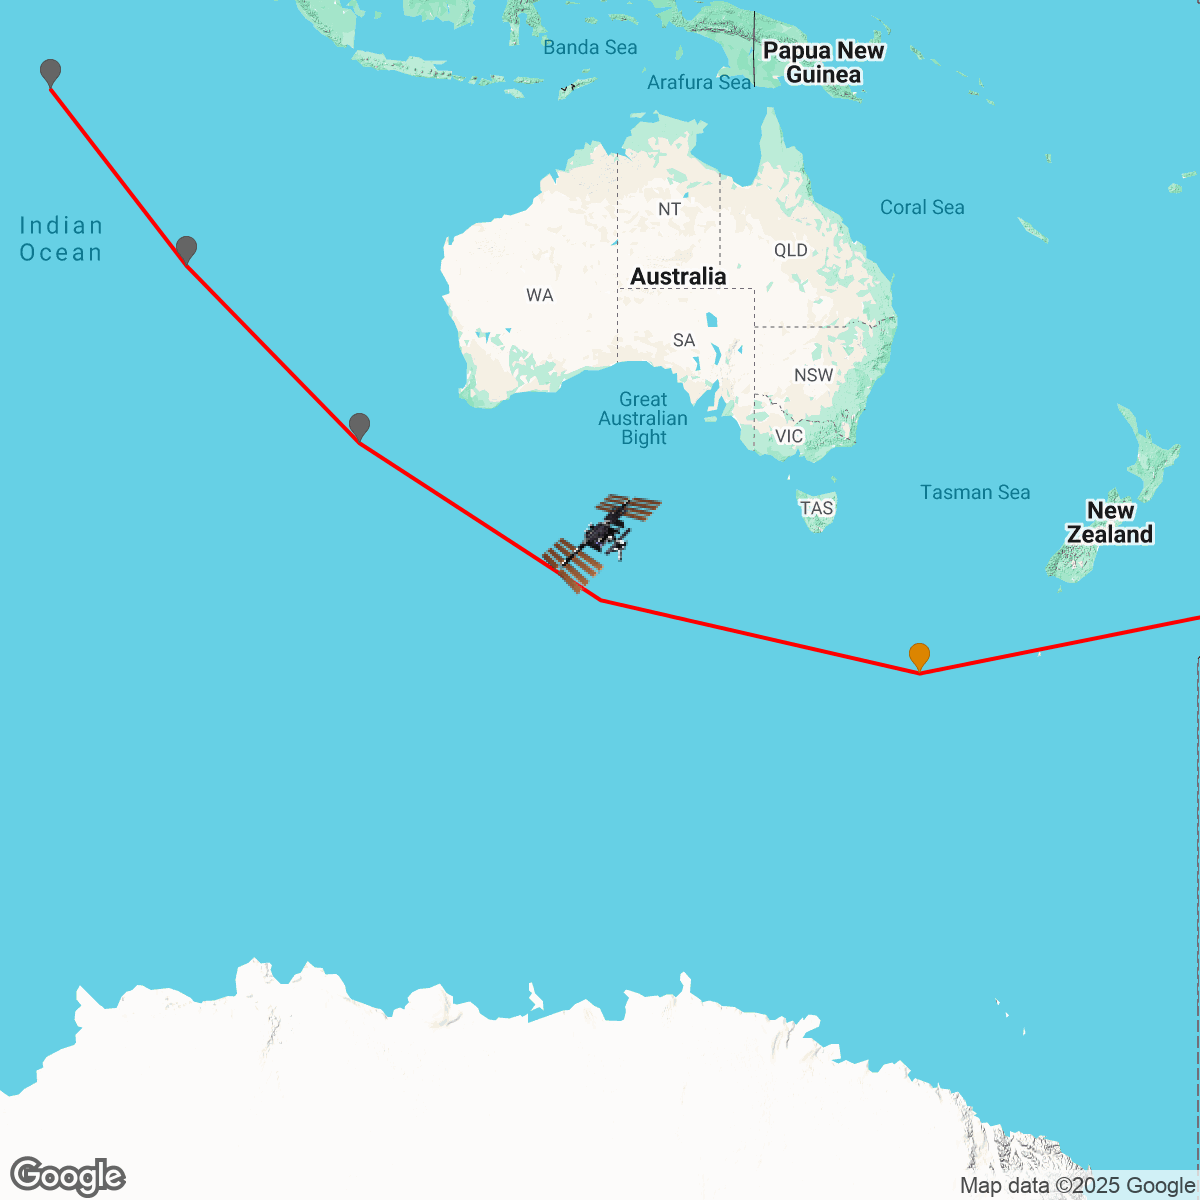 Banda Sea
Papua New
Guinea
Arafura Sea
Indian
Ocean
NT
Coral Sea
QLD
Australia
WA
SA
NSW
Great
Australian
Bight
VIC
Tasman Sea
TAS
New
Zealand
Google
Map data ©2025 Google